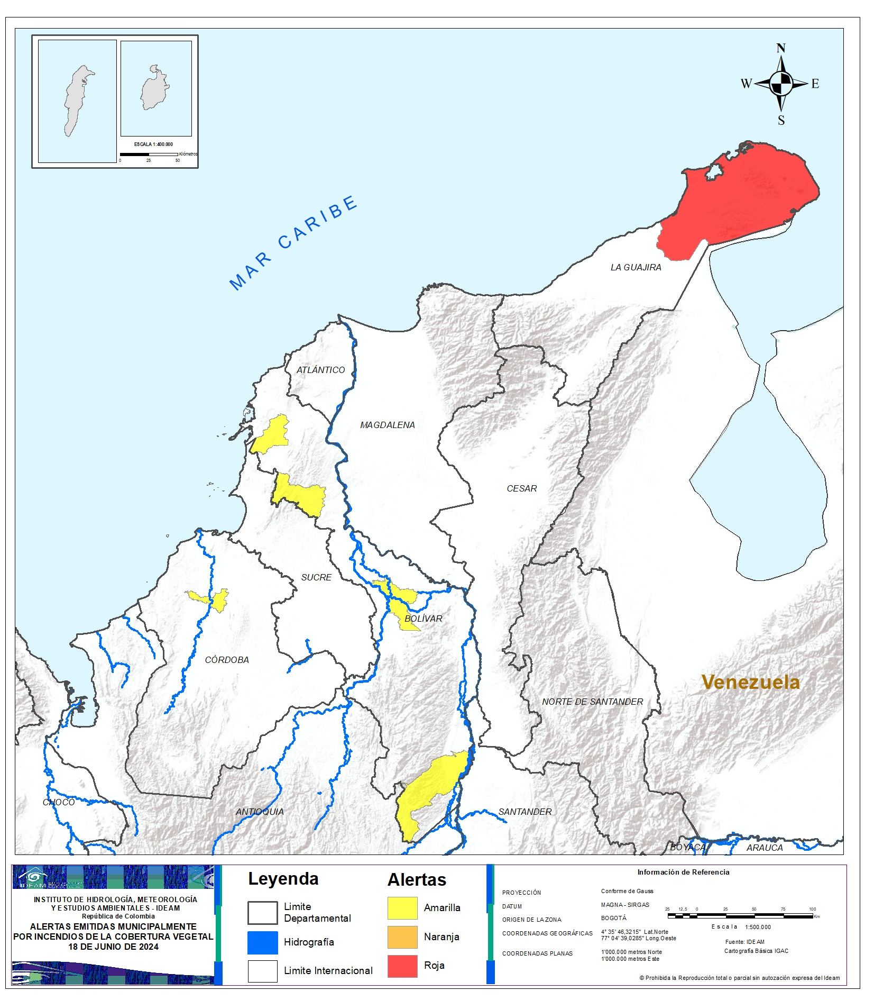 N
W
E
S
ESCALA 1:400.000
Kilómetros
0 25 50
MAR CARIBE
LA GUAJIRA
ATLÁNTICO
MAGDALENA
CESAR
SUCRE
BOLÍVAR
CÓRDOBA
Venezuela
NORTE DE SANTANDER
CHOCÓ
ANTIOQUIA
SANTANDER
BOYACÁ
ARAUCA
IDEAM
INSTITUTO DE HIDROLOGÍA, METEOROLOGÍA
Y ESTUDIOS AMBIENTALES - IDEAM
República de Colombia
ALERTAS EMITIDAS MUNICIPALMENTE
POR INCENDIOS DE LA COBERTURA VEGETAL
18 DE JUNIO DE 2024
Leyenda
Limite
Departamental
Hidrografía
Limite Internacional
Alertas
Amarilla
Naranja
Roja
Información de Referencia
PROYECCIÓN Conforme de Gauss
DATUM MAGNA - SIRGAS
ORIGEN DE LA ZONA BOGOTÁ
COORDENADAS GEOGRÁFICAS 4° 35' 46,3215" Lat.Norte
77° 04' 39,0285" Long.Oeste
COORDENADAS PLANAS 1'000.000 metros Norte
1'000.000 metros Este
25 12,5 0 25 50 75 100
Km
Escala 1:500.000
Fuente: IDEAM
Cartografía Básica IGAC
© Prohibida la Reproducción total o parcial sin autozación expresa del Ideam